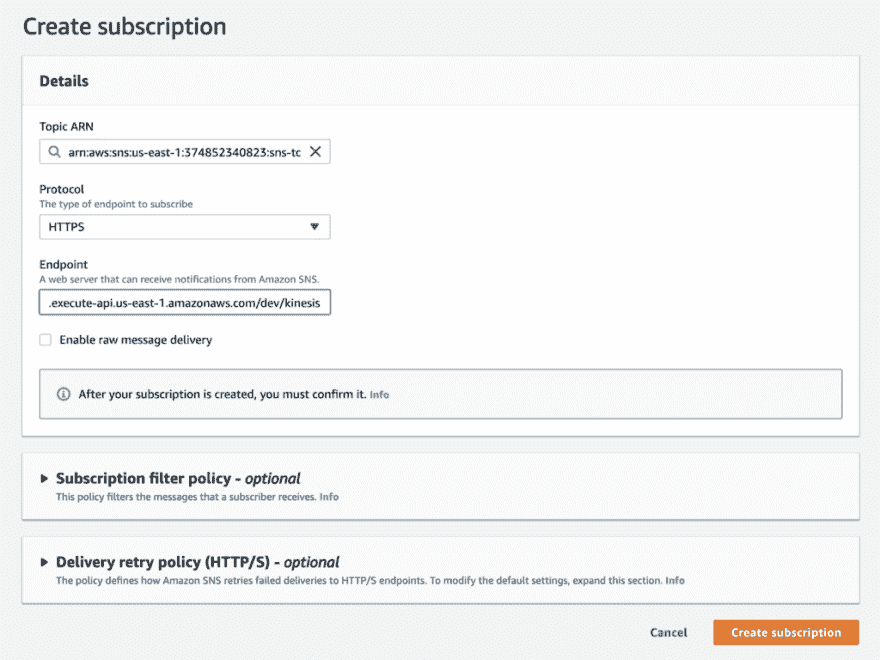 Create subscription
Details
Topic ARN
arn:aws:sns:us-east-1:374852340823:sns-tc
Protocol
The type of endpoint to subscribe
HTTPS
Endpoint
A web server that can receive notifications from Amazon SNS.
.execute-api.us-east-1.amazonaws.com/dev/kinesis
Enable raw message delivery
After your subscription is created, you must confirm it. Info
Subscription filter policy - optional
This policy filters the messages that a subscriber receives. Info
Delivery retry policy (HTTP/S) - optional
The policy defines how Amazon SNS retries failed deliveries to HTTP/S endpoints. To modify the default settings, expand this section. Info
Cancel
Create subscription